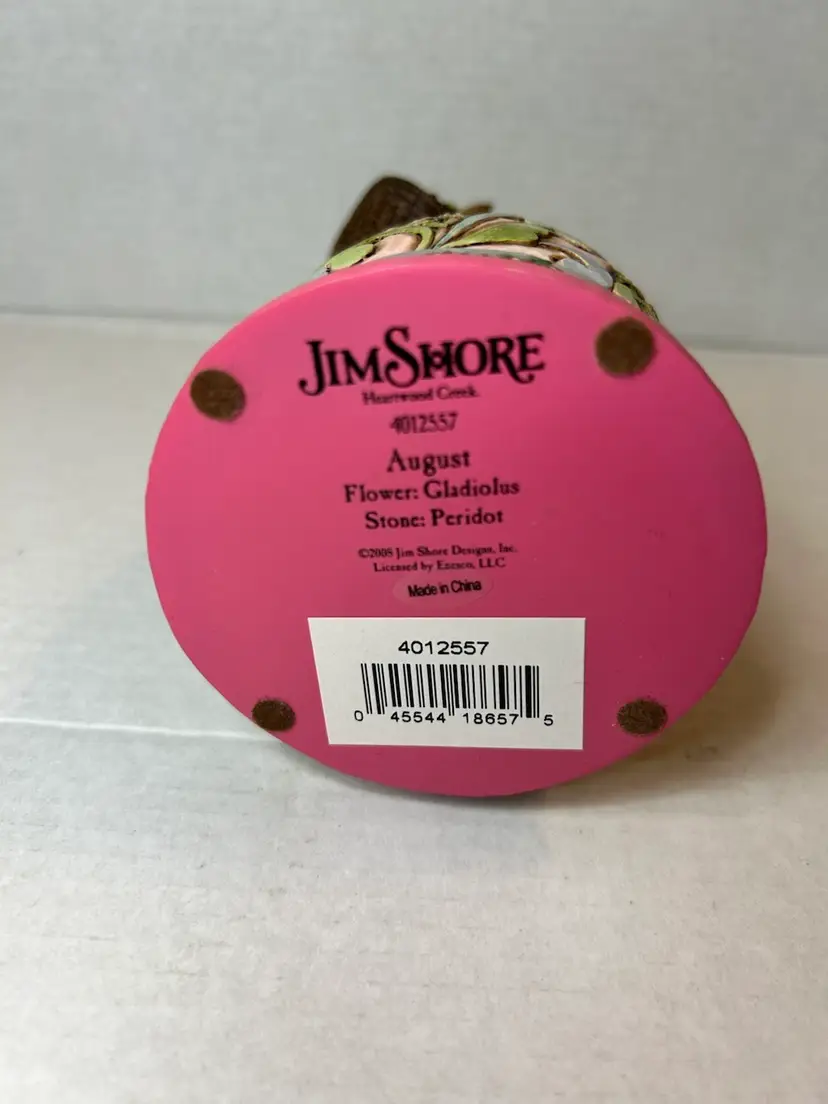 JIM SHORE
Heartwood Creek.
4012557
August
Flower: Gladiolus
Stone: Peridot
©2008 Jim Shore Designs, Inc.
Licensed by Enesco, LLC
Made in China
4012557
0 45544 18657 5